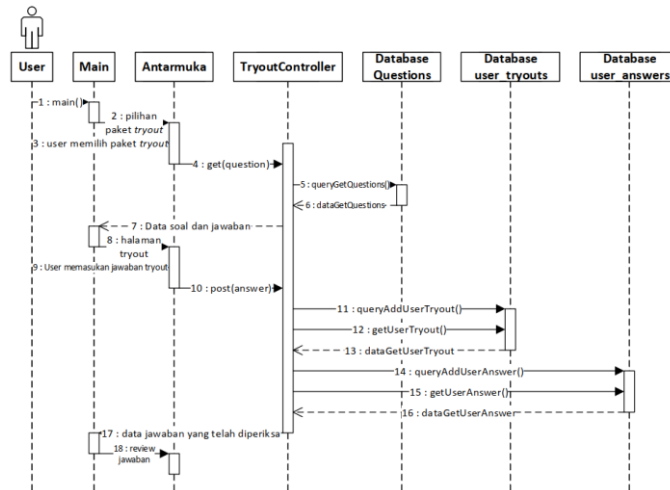 User
Main
Antarmuka
TryoutController
Database
Questions
Database
user_tryouts
Database
user_answers
1 : main()
2 : pilihan
paket tryout
3 : user memilih paket tryout
4 : get(question)
5 : queryGetQuestions()
6 : dataGetQuestions
7 : Data soal dan jawaban
8 : halaman
tryout
9 : User memasukan jawaban tryout
10 : post(answer)
11 : queryAddUserTryout()
12 : getUserTryout()
13 : dataGetUserTryout
14 : queryAddUserAnswer()
15 : getUserAnswer()
16 : dataGetUserAnswer
17 : data jawaban yang telah diperiksa
18 : review
jawaban